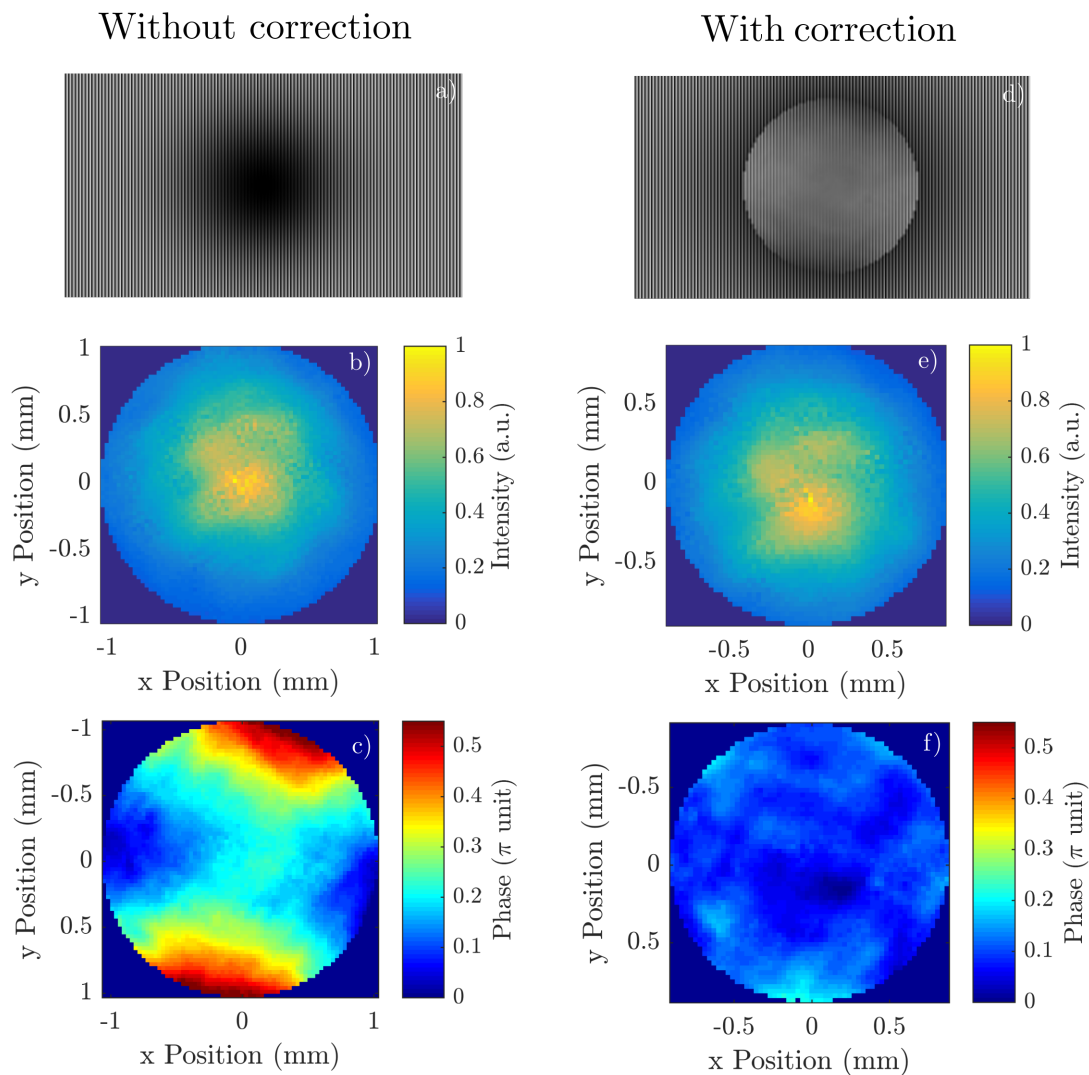 Without correction
With correction
a)
d)
b)
1
0.5
0
-0.5
-1
y Position (mm)
-1
0
1
x Position (mm)
1
0.8
0.6
0.4
0.2
0
Intensity (a.u.)
e)
0.5
0
-0.5
y Position (mm)
-0.5
0
0.5
x Position (mm)
1
0.8
0.6
0.4
0.2
0
Intensity (a.u.)
c)
-1
-0.5
0
0.5
1
y Position (mm)
-1
0
1
x Position (mm)
0.5
0.4
0.3
0.2
0.1
0
Phase (π unit)
f)
-0.5
0
0.5
y Position (mm)
-0.5
0
0.5
x Position (mm)
0.5
0.4
0.3
0.2
0.1
0
Phase (π unit)